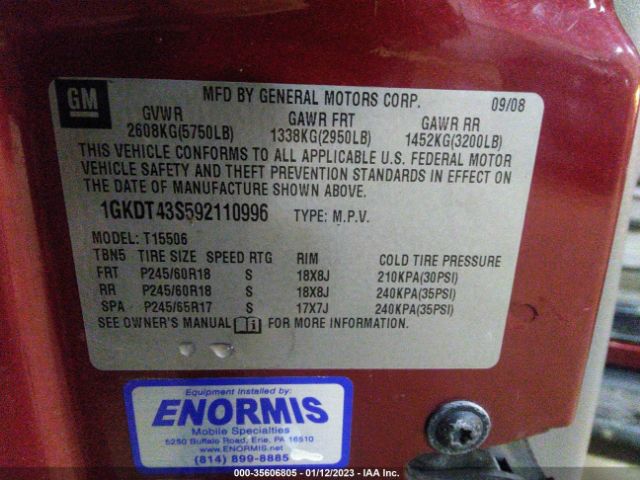 GM
MFD BY GENERAL MOTORS CORP. 09/08
GVWR GAWR FRT GAWR RR
2608KG(5750LB) 1338KG(2950LB) 1452KG(3200LB)
THIS VEHICLE CONFORMS TO ALL APPLICABLE U.S. FEDERAL MOTOR
VEHICLE SAFETY AND THEFT PREVENTION STANDARDS IN EFFECT ON
THE DATE OF MANUFACTURE SHOWN ABOVE.
1GKDT43S592110996 TYPE: M.P.V.
MODEL: T15506
TBN5 TIRE SIZE SPEED RTG RIM COLD TIRE PRESSURE
FRT P245/60R18 S 18X8J 210KPA(30PSI)
RR P245/60R18 S 18X8J 240KPA(35PSI)
SPA P245/65R17 S 17X7J 240KPA(35PSI)
SEE OWNER'S MANUAL FOR MORE INFORMATION.
Equipment Installed by:
ENORMIS
Mobile Specialties
5250 Buffalo Road, Erie, PA 16510
www.ENORMIS.net
(814) 899-8885
000-35606805 - 01/12/2023 - IAA Inc.